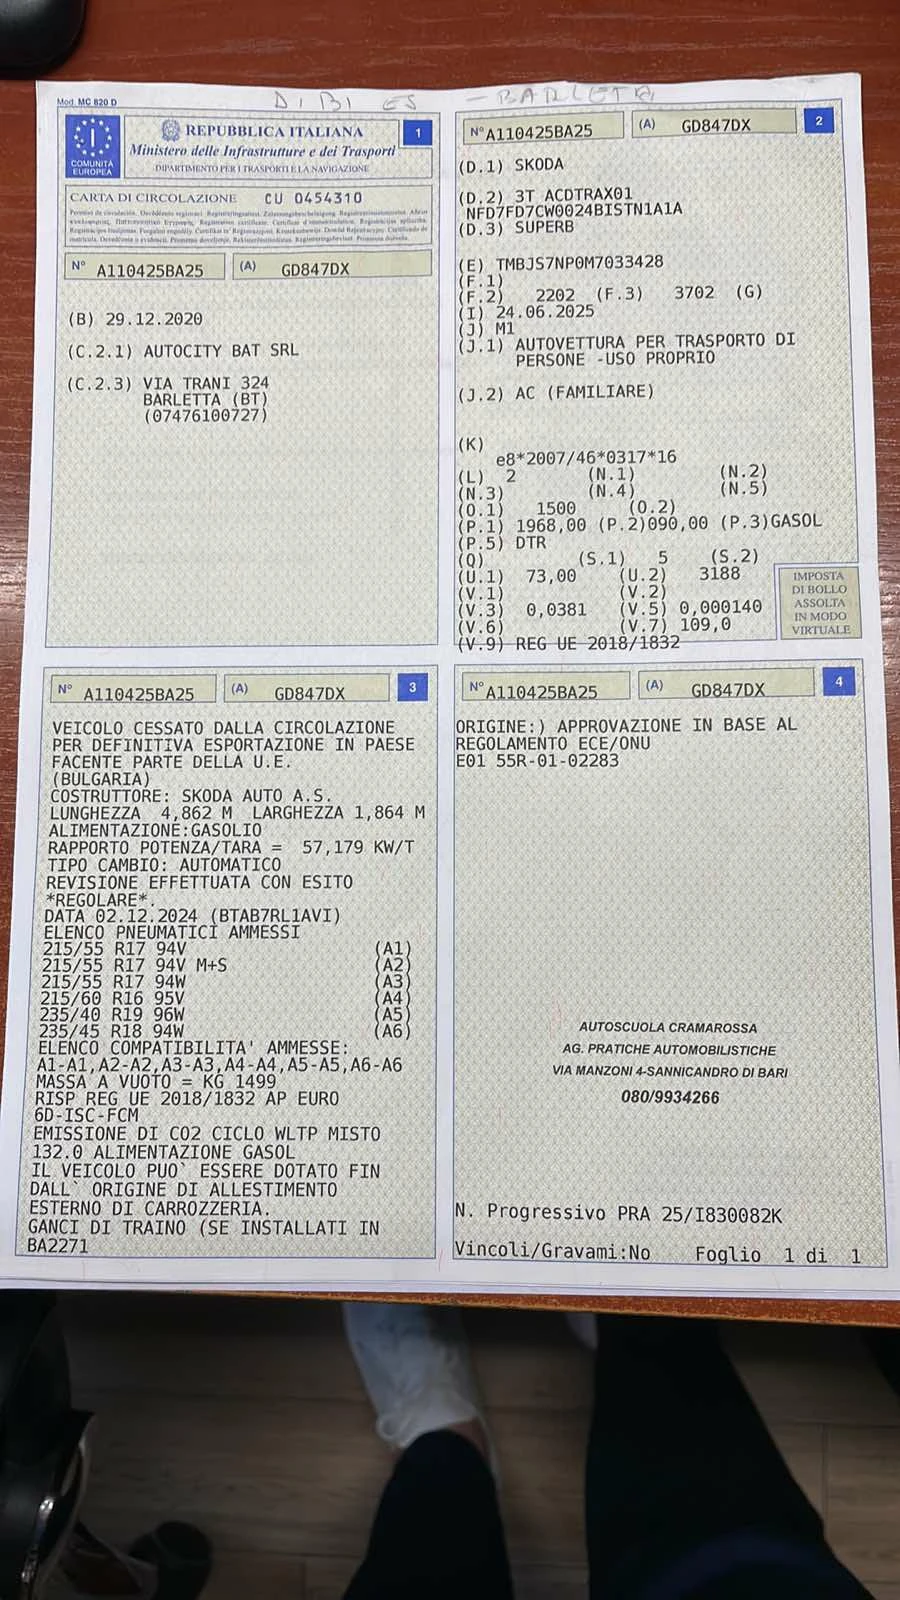 DIBI ES - BARLETTA
Mod. MC 820 D
COMUNITÀ EUROPEA
I
REPUBBLICA ITALIANA
1
Ministero delle Infrastrutture e dei Trasporti
DIPARTIMENTO PER I TRASPORTI E LA NAVIGAZIONE
CARTA DI CIRCOLAZIONE CU 0454310
N° A110425BA25 (A) GD847DX
(B) 29.12.2020
(C.2.1) AUTOCITY BAT SRL
(C.2.3) VIA TRANI 324
BARLETTA (BT)
(07476100727)
N° A110425BA25 (A) GD847DX 2
(D.1) SKODA
(D.2) 3T ACDTRAX01
NFD7FD7CW0024BISTN1A1A
(D.3) SUPERB
(E) TMBJS7NP0M7033428
(F.1)
(F.2) 2202 (F.3) 3702 (G)
(I) 24.06.2025
(J) M1
(J.1) AUTOVETTURA PER TRASPORTO DI
PERSONE -USO PROPRIO
(J.2) AC (FAMILIARE)
(K)
e8*2007/46*0317*16
(L) 2 (N.1) (N.2)
(N.3) (N.4) (N.5)
(O.1) 1500 (O.2)
(P.1) 1968,00 (P.2)090,00 (P.3)GASOL
(P.5) DTR
(Q) (S.1) 5 (S.2)
(U.1) 73,00 (U.2) 3188
(V.1) (V.2)
(V.3) 0,0381 (V.5) 0,000140
(V.6) (V.7) 109,0
(V.9) REG UE 2018/1832
IMPOSTA
DI BOLLO
ASSOLTA
IN MODO
VIRTUALE
N° A110425BA25 (A) GD847DX 3
VEICOLO CESSATO DALLA CIRCOLAZIONE
PER DEFINITIVA ESPORTAZIONE IN PAESE
FACENTE PARTE DELLA U.E.
(BULGARIA)
COSTRUTTORE: SKODA AUTO A.S.
LUNGHEZZA 4,862 M LARGHEZZA 1,864 M
ALIMENTAZIONE:GASOLIO
RAPPORTO POTENZA/TARA = 57,179 KW/T
TIPO CAMBIO: AUTOMATICO
REVISIONE EFFETTUATA CON ESITO
*REGOLARE*.
DATA 02.12.2024 (BTAB7RL1AVI)
ELENCO PNEUMATICI AMMESSI
215/55 R17 94V (A1)
215/55 R17 94V M+S (A2)
215/55 R17 94W (A3)
215/60 R16 95V (A4)
235/40 R19 96W (A5)
235/45 R18 94W (A6)
ELENCO COMPATIBILITA' AMMESSE:
A1-A1,A2-A2,A3-A3,A4-A4,A5-A5,A6-A6
MASSA A VUOTO = KG 1499
RISP REG UE 2018/1832 AP EURO
6D-ISC-FCM
EMISSIONE DI CO2 CICLO WLTP MISTO
132.0 ALIMENTAZIONE GASOL
IL VEICOLO PUO` ESSERE DOTATO FIN
DALL` ORIGINE DI ALLESTIMENTO
ESTERNO DI CARROZZERIA.
GANCI DI TRAINO (SE INSTALLATI IN
BA2271
N° A110425BA25 (A) GD847DX 4
ORIGINE:) APPROVAZIONE IN BASE AL
REGOLAMENTO ECE/ONU
E01 55R-01-02283
AUTOSCUOLA CRAMAROSSA
AG. PRATICHE AUTOMOBILISTICHE
VIA MANZONI 4-SANNICANDRO DI BARI
080/9934266
N. Progressivo PRA 25/I830082K
Vincoli/Gravami:No Foglio 1 di 1